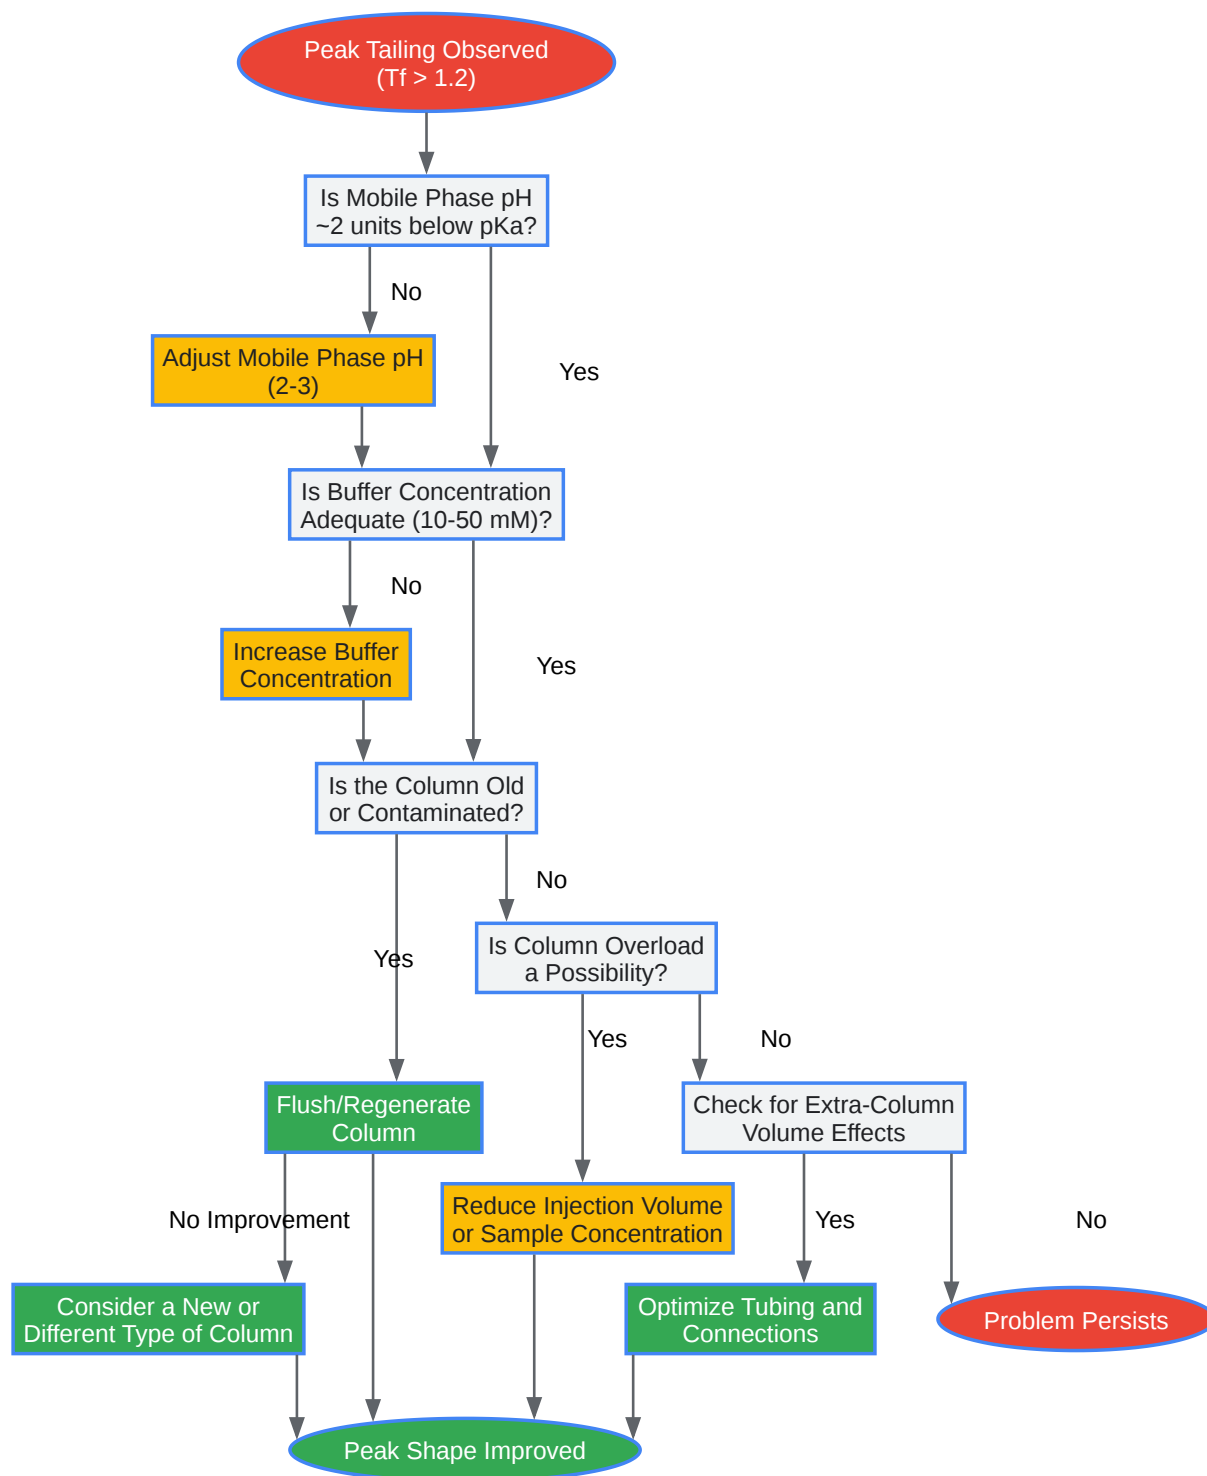 Peak Tailing Observed
(Tf > 1.2)
Is Mobile Phase pH
~2 units below pKa?
No
Adjust Mobile Phase pH
(2-3)
Yes
Is Buffer Concentration
Adequate (10-50 mM)?
No
Increase Buffer
Concentration
Yes
Is the Column Old
or Contaminated?
No
Yes
Is Column Overload
a Possibility?
Yes
No
Flush/Regenerate
Column
Check for Extra-Column
Volume Effects
No Improvement
Reduce Injection Volume
or Sample Concentration
Yes
No
Consider a New or
Different Type of Column
Optimize Tubing and
Connections
Problem Persists
Peak Shape Improved